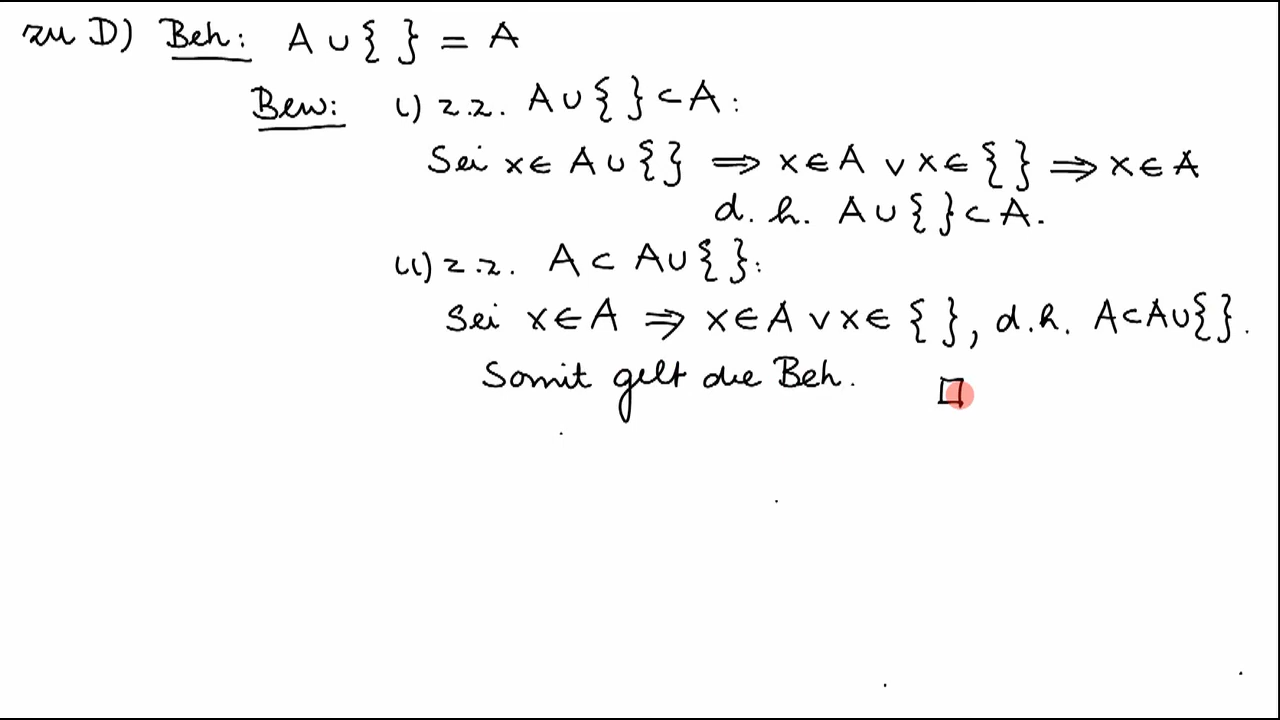 zu D) Beh: A ∪ { } = A
Bew: i) z.z. A ∪ { } ⊂ A:
Sei x ∈ A ∪ { } ⟹ x ∈ A ∨ x ∈ { } ⟹ x ∈ A
d. h. A ∪ { } ⊂ A.
ii) z.z. A ⊂ A ∪ { }:
Sei x ∈ A ⟹ x ∈ A ∨ x ∈ { }, d.h. A ⊂ A ∪ { }.
Somit gilt die Beh. □